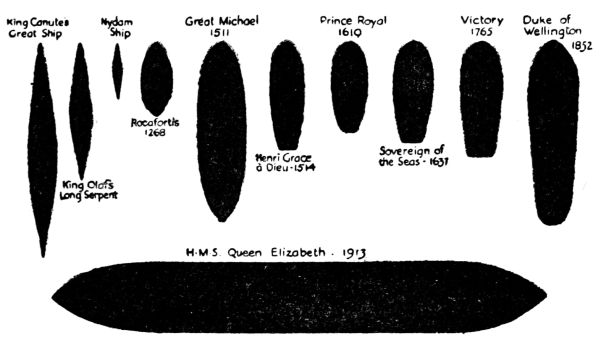 King Canute's
Great Ship
Nydam
Ship
Great Michael
1511
Prince Royal
1610
Victory
1765
Duke of
Wellington
1852
Rocafortis
1268
Henri Grace
à Dieu - 1514
Sovereign of
the Seas - 1637
King Olaf's
Long Serpent
H.M.S. Queen Elizabeth . 1913